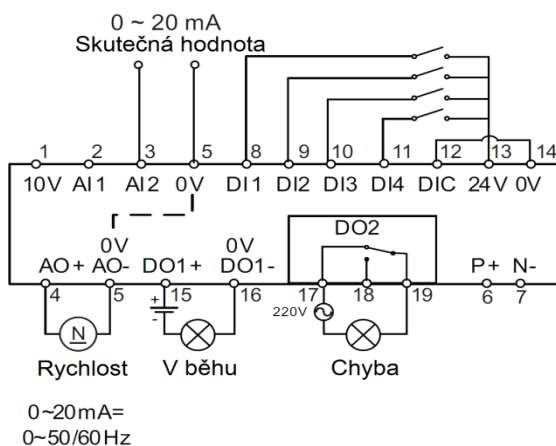 0 ~ 20 mA
Skutečná hodnota
1 2 3 5 8 9 10 11 12 13 14
10V AI1 AI2 0V DI1 DI2 DI3 DI4 DIC 24V 0V
DO2
0V 0V
AO+ AO- DO1+ DO1- P+ N-
4 5 15 16 17 18 19 6 7
+
-
220V
N
Rychlost V běhu Chyba
0~20mA=
0~50/60Hz